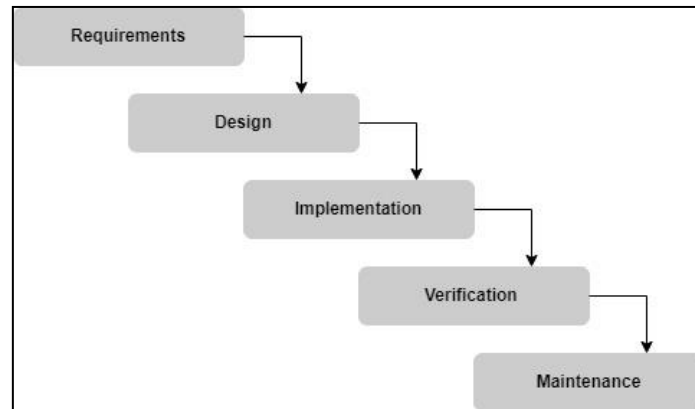 Requirements
Design
Implementation
Verification
Maintenance